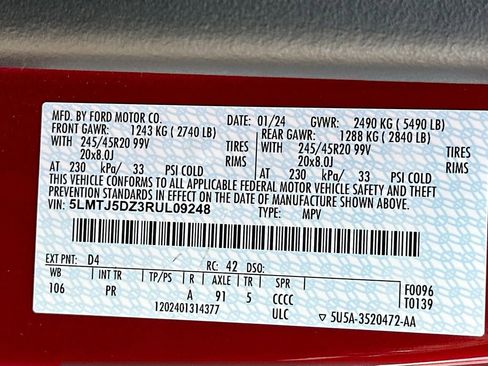 MFD. BY FORD MOTOR CO. DATE: 01/24 GVWR: 2490 KG (5490 LB)
FRONT GAWR: 1243 KG (2740 LB) REAR GAWR: 1288 KG (2840 LB)
WITH 245/45R20 99V TIRES WITH 245/45R20 99V TIRES
20x8.0J RIMS 20x8.0J RIMS
AT 230 kPa/ 33 PSI COLD AT 230 kPa/ 33 PSI COLD
THIS VEHICLE CONFORMS TO ALL APPLICABLE FEDERAL MOTOR VEHICLE SAFETY AND THEFT
PREVENTION STANDARDS IN EFFECT ON THE DATE OF MANUFACTURE SHOWN ABOVE.
VIN: 5LMTJ5DZ3RUL09248 TYPE: MPV
EXT PNT: D4 RC: 42 DSO:
WB INT TR TP/PS R AXLE TR SPR F0096
106 PR A 91 5 CCCC T0139
1202401314377 ULC ▽ 5U5A-3520472-AA